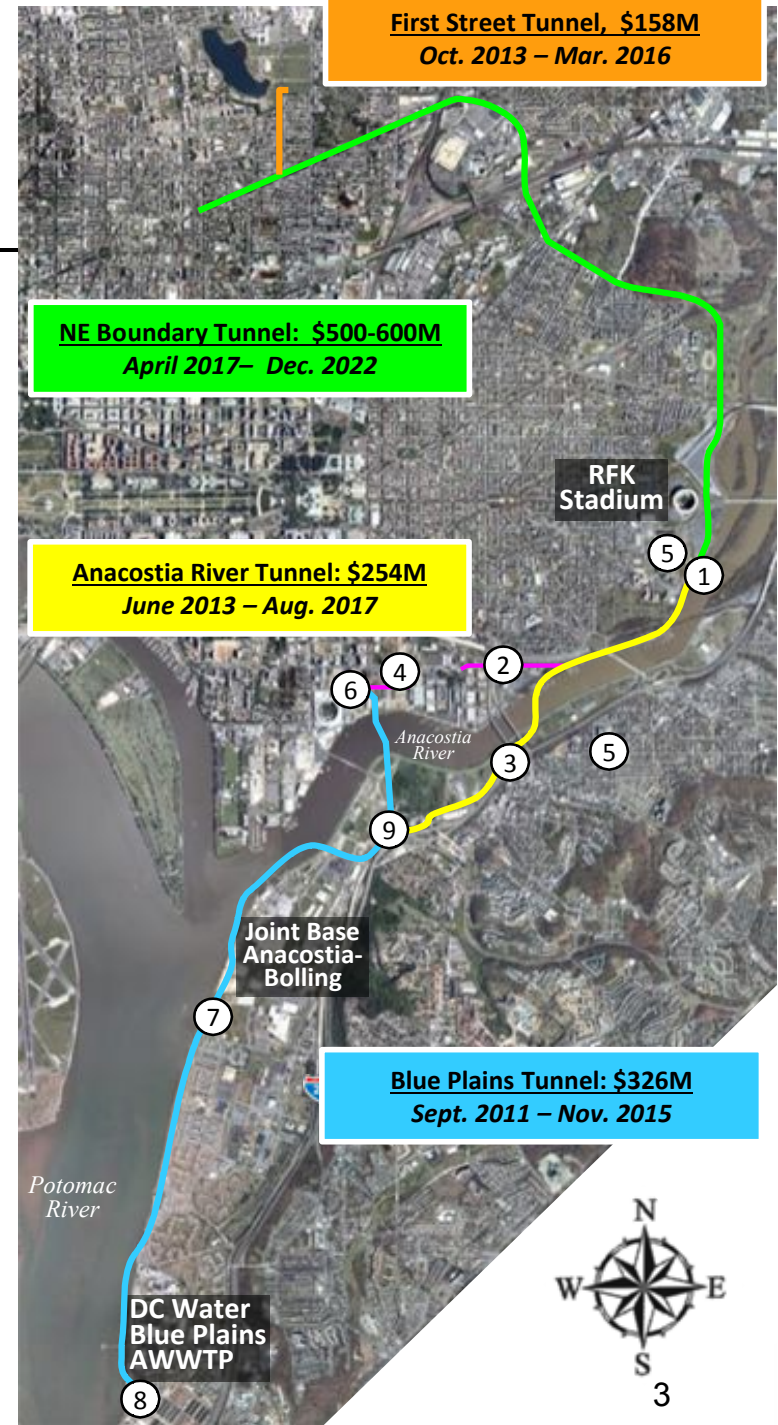 First Street Tunnel, $158M
Oct. 2013 – Mar. 2016
NE Boundary Tunnel: $500-600M
April 2017– Dec. 2022
RFK
Stadium
5
1
Anacostia River Tunnel: $254M
June 2013 – Aug. 2017
2
4
6
Anacostia
River
3
5
9
Joint Base
Anacostia-
Bolling
7
Blue Plains Tunnel: $326M
Sept. 2011 – Nov. 2015
Potomac
River
N
W
E
S
DC Water
Blue Plains
AWWTP
8
3